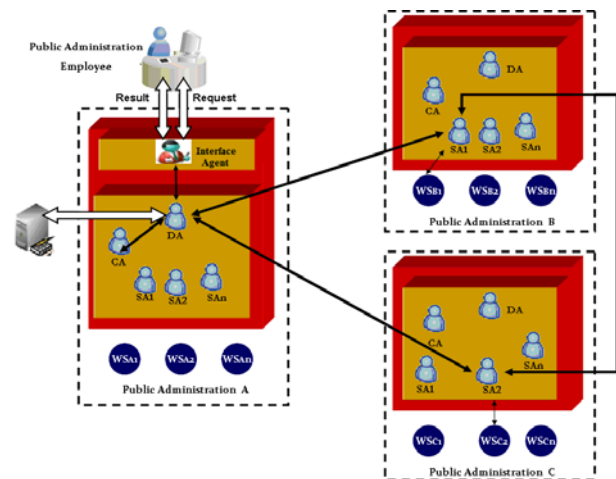 Public Administration
Employee
Result
Request
Interface
Agent
DA
CA
SA1
SA2
SAn
WSA1
WSA2
WSAn
Public Administration A
DA
CA
SA1
SA2
SAn
WSB1
WSB2
WSBn
Public Administration B
DA
CA
SAn
SA1
SA2
WSC1
WSC2
WSCn
Public Administration C